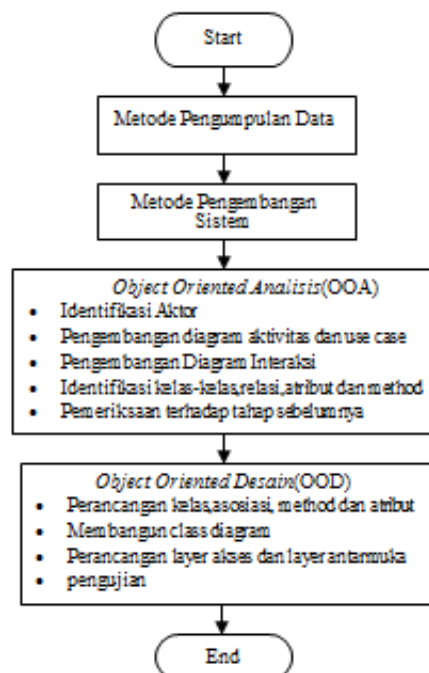 Start
Metode Pengumpulan Data
Metode Pengembangan
Sistem
Object Oriented Analisis(OOA)
• Identifikasi Aktor
• Pengembangan diagram aktivitas dan use case
• Pengembangan Diagram Interaksi
• Identifikasi kelas-kelas,relasi,atribut dan method
• Pemeriksaan terhadap tahap sebelumnya
Object Oriented Desain(OOD)
• Perancangan kelas,asosiasi, method dan atribut
• Membangun class diagram
• Perancangan layer akses dan layer antarmuka
• pengujian
End